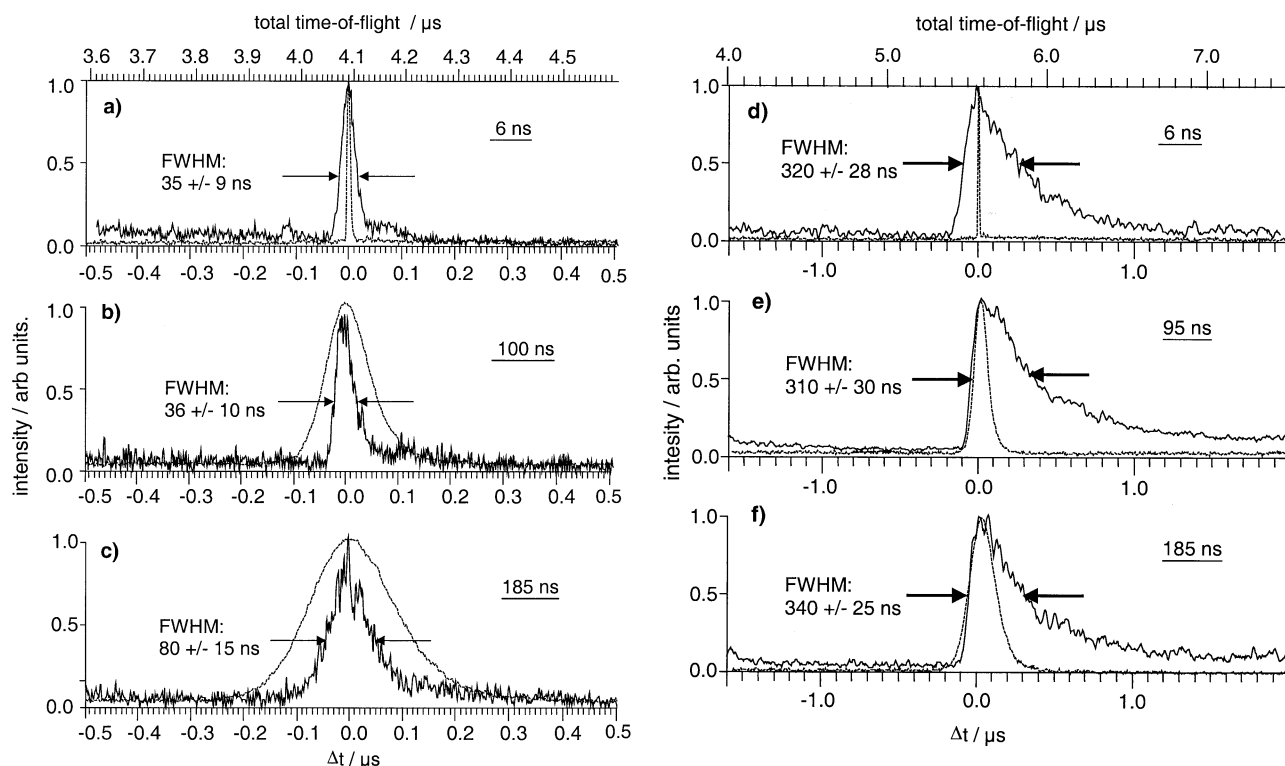 total time-of-flight / µs
3.6 3.7 3.8 3.9 4.0 4.1 4.2 4.3 4.4 4.5
a)
1.0
6 ns
0.5
FWHM:
35 +/- 9 ns
0.0
-0.5 -0.4 -0.3 -0.2 -0.1 0.0 0.1 0.2 0.3 0.4 0.5
b)
1.0
100 ns
0.5
FWHM:
36 +/- 10 ns
0.0
-0.5 -0.4 -0.3 -0.2 -0.1 0.0 0.1 0.2 0.3 0.4 0.5
intensity / arb units.
c)
1.0
185 ns
0.5
FWHM:
80 +/- 15 ns
0.0
-0.5 -0.4 -0.3 -0.2 -0.1 0.0 0.1 0.2 0.3 0.4 0.5
Δt / µs
total time-of-flight / µs
4.0 5.0 6.0 7.0
d)
1.0
6 ns
0.5
FWHM:
320 +/- 28 ns
0.0
-1.0 0.0 1.0
e)
1.0
95 ns
0.5
FWHM:
310 +/- 30 ns
0.0
-1.0 0.0 1.0
intesity / arb. units
f)
1.0
185 ns
0.5
FWHM:
340 +/- 25 ns
0.0
-1.0 0.0 1.0
Δt / µs